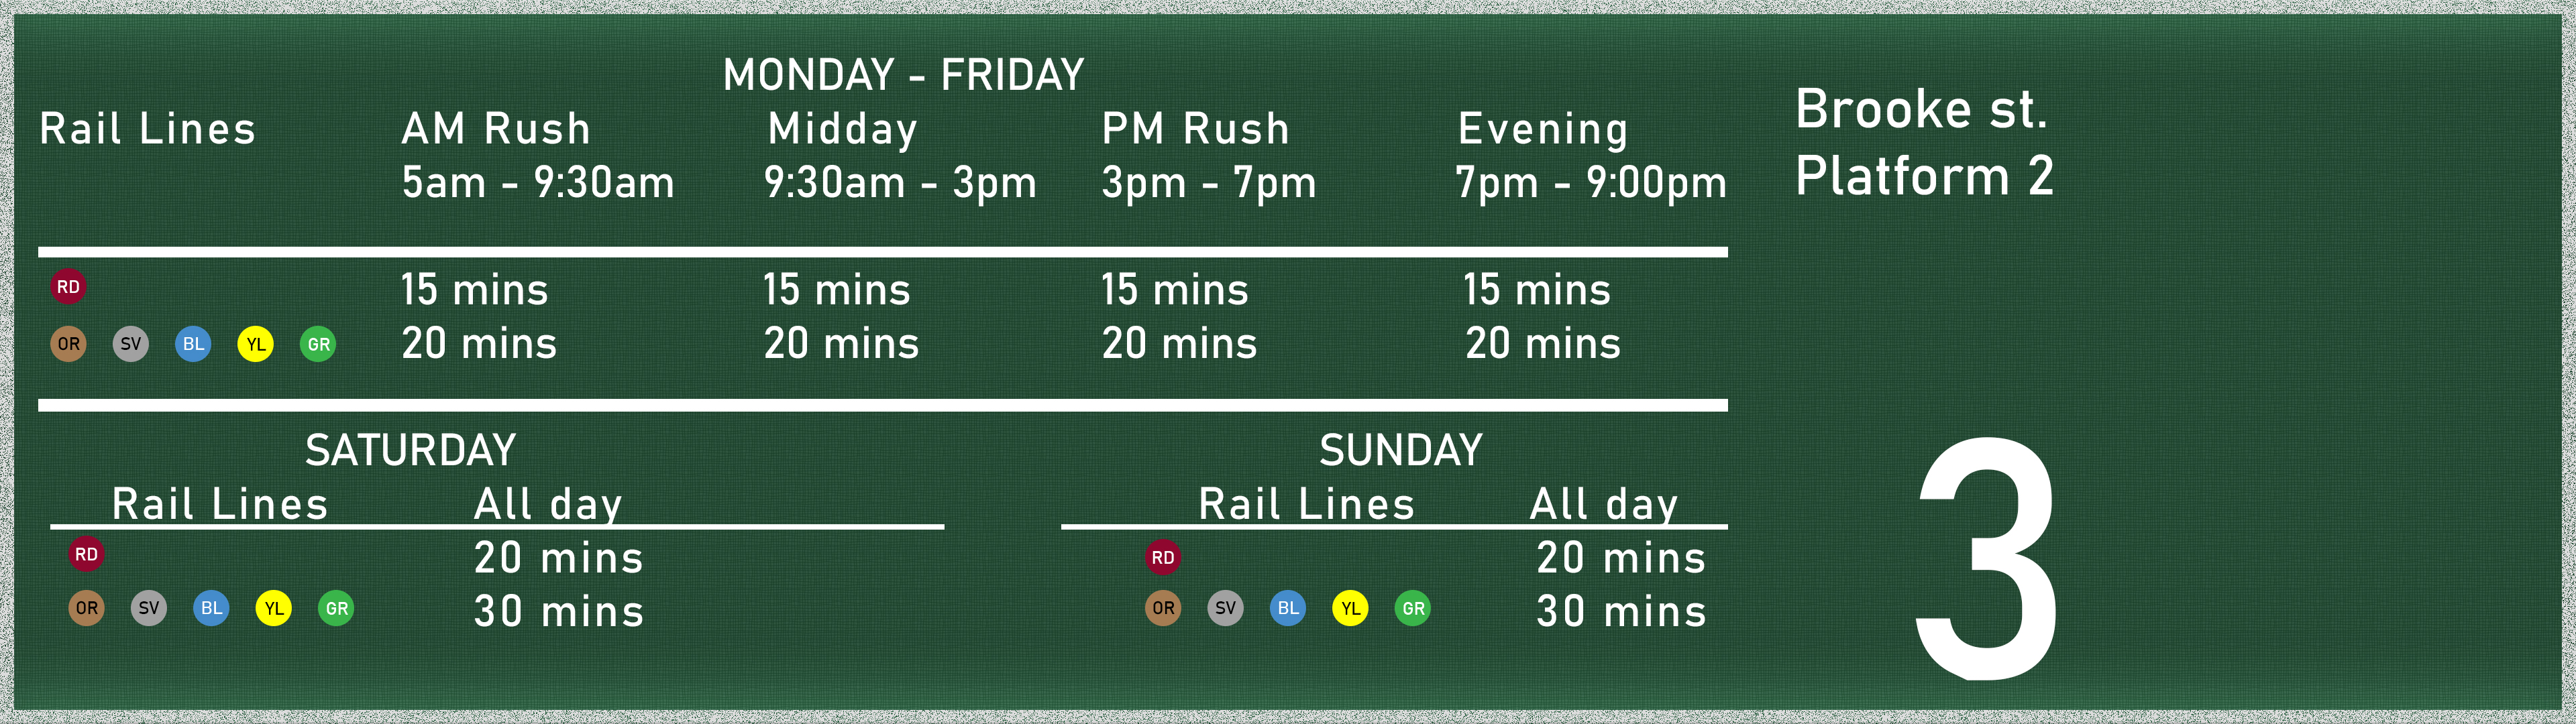 MONDAY - FRIDAY
Rail Lines AM Rush Midday PM Rush Evening
5am - 9:30am 9:30am - 3pm 3pm - 7pm 7pm - 9:00pm
RD 15 mins 15 mins 15 mins 15 mins
OR SV BL YL GR 20 mins 20 mins 20 mins 20 mins
SATURDAY
Rail Lines All day
RD 20 mins
OR SV BL YL GR 30 mins
SUNDAY
Rail Lines All day
RD 20 mins
OR SV BL YL GR 30 mins
Brooke st.
Platform 2
3